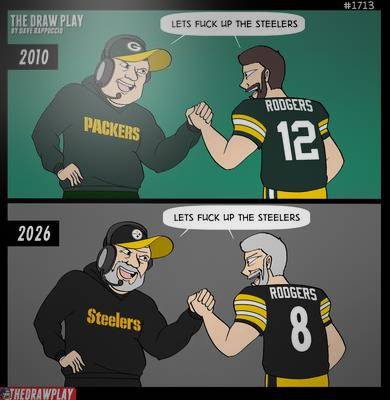 #1713
THE DRAW PLAY
BY DAVE RAPPOCCIO
2010
LETS FUCK UP THE STEELERS
G
PACKERS
RODGERS
12
2026
LETS FUCK UP THE STEELERS
Steelers
RODGERS
8
THEDRAWPLAY